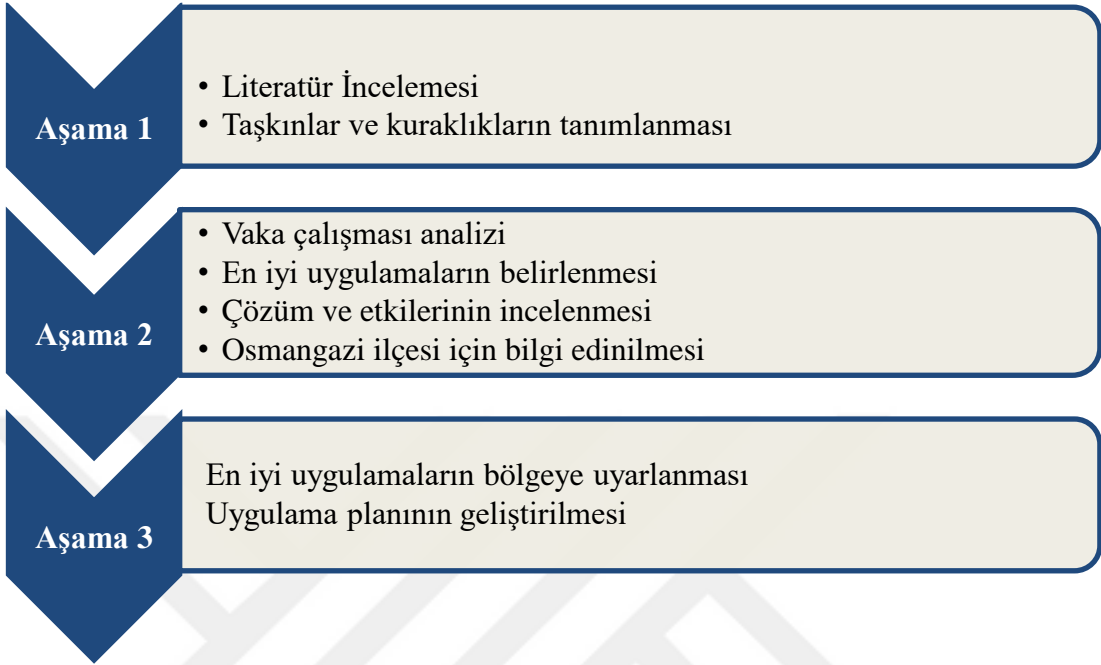 Aşama 1
• Literatür İncelemesi
• Taşkınlar ve kuraklıkların tanımlanması
Aşama 2
• Vaka çalışması analizi
• En iyi uygulamaların belirlenmesi
• Çözüm ve etkilerinin incelenmesi
• Osmangazi ilçesi için bilgi edinilmesi
Aşama 3
En iyi uygulamaların bölgeye uyarlanması
Uygulama planının geliştirilmesi